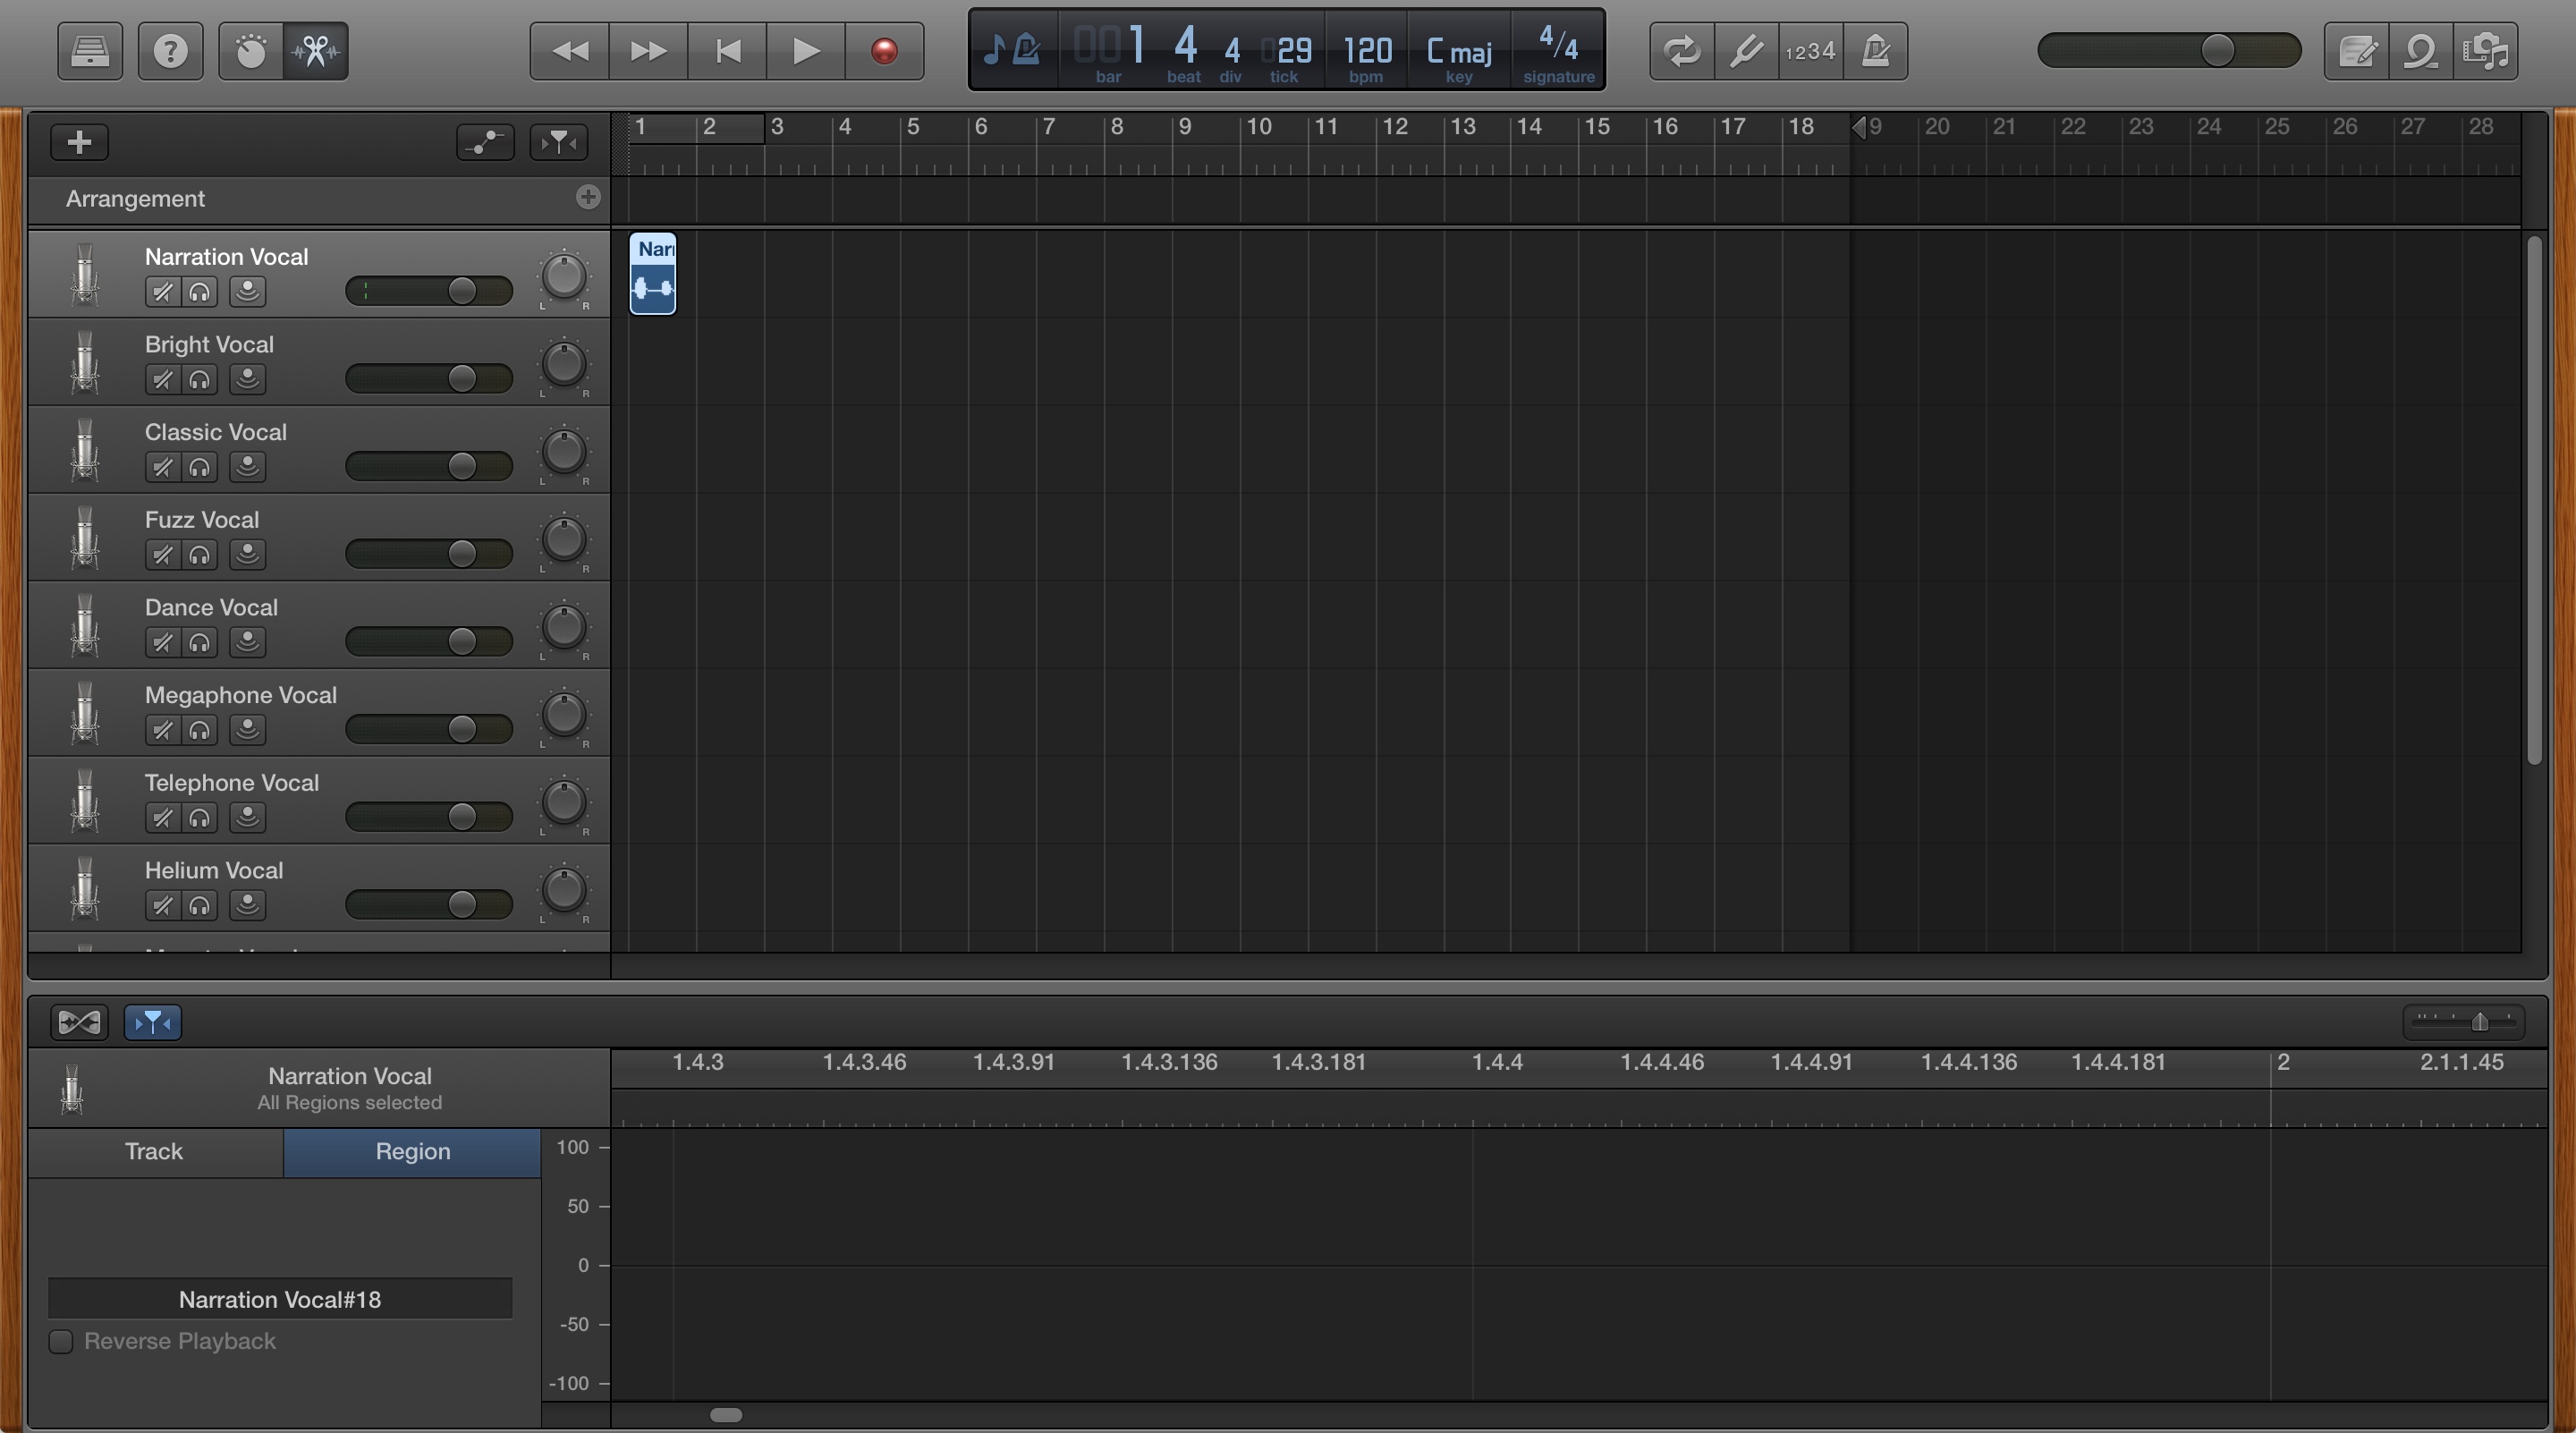 001 4 4 029 120 C maj 4/4
bar beat div tick bpm key signature
1234
1 2 3 4 5 6 7 8 9 10 11 12 13 14 15 16 17 18 9 20 21 22 23 24 25 26 27 28
Arrangement
Narration Vocal
L R
Narr
Bright Vocal
L R
Classic Vocal
L R
Fuzz Vocal
L R
Dance Vocal
L R
Megaphone Vocal
L R
Telephone Vocal
L R
Helium Vocal
L R
1.4.3 1.4.3.46 1.4.3.91 1.4.3.136 1.4.3.181 1.4.4 1.4.4.46 1.4.4.91 1.4.4.136 1.4.4.181 2 2.1.1.45
Narration Vocal
All Regions selected
Track Region
100
50
0
-50
-100
Narration Vocal#18
Reverse Playback